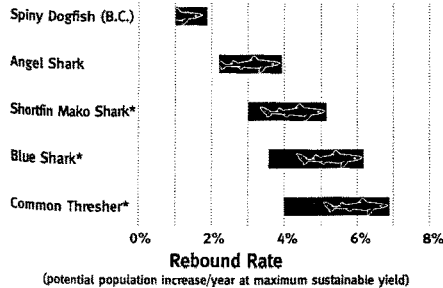 Spiny Dogfish (B.C.)
Angel Shark
Shortfin Mako Shark*
Blue Shark*
Common Thresher*
0% 2% 4% 6% 8%
Rebound Rate
(potential population increase/year at maximum sustainable yield)